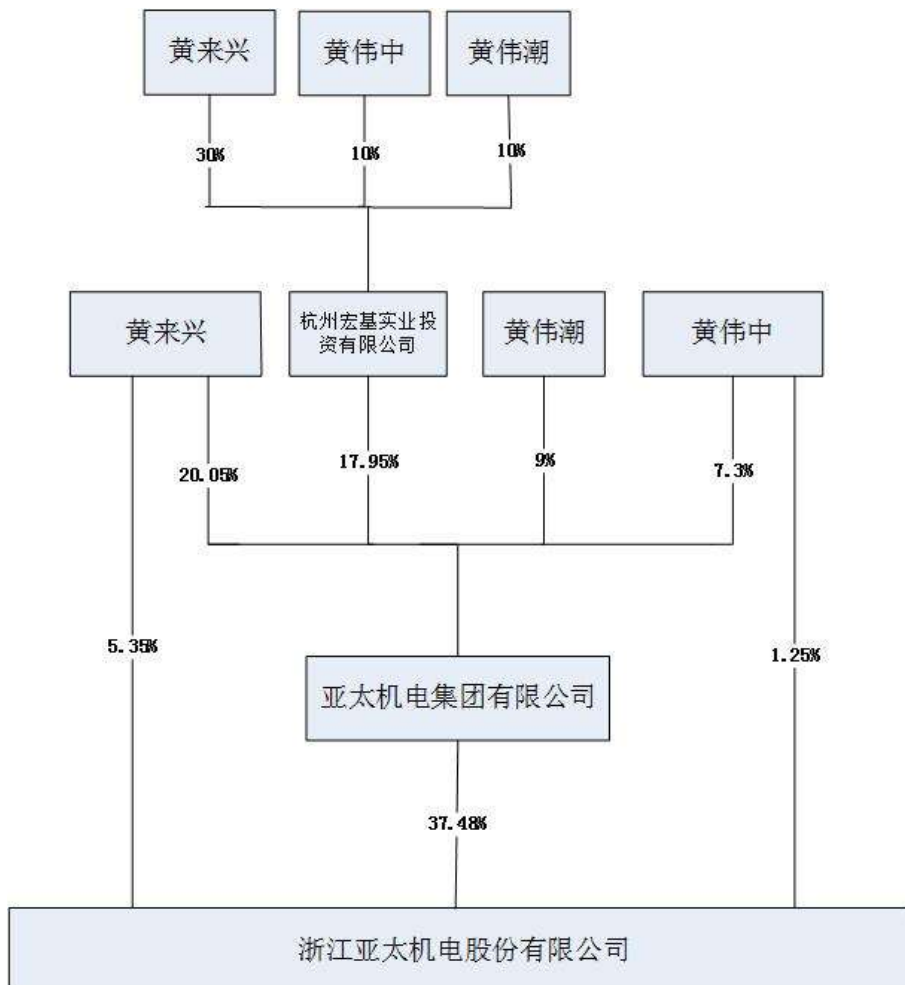 黄来兴
黄伟中
黄伟潮
30%
10%
10%
黄来兴
杭州宏基实业投
资有限公司
黄伟潮
黄伟中
20.05%
17.95%
9%
7.3%
5.35%
1.25%
亚太机电集团有限公司
37.48%
浙江亚太机电股份有限公司